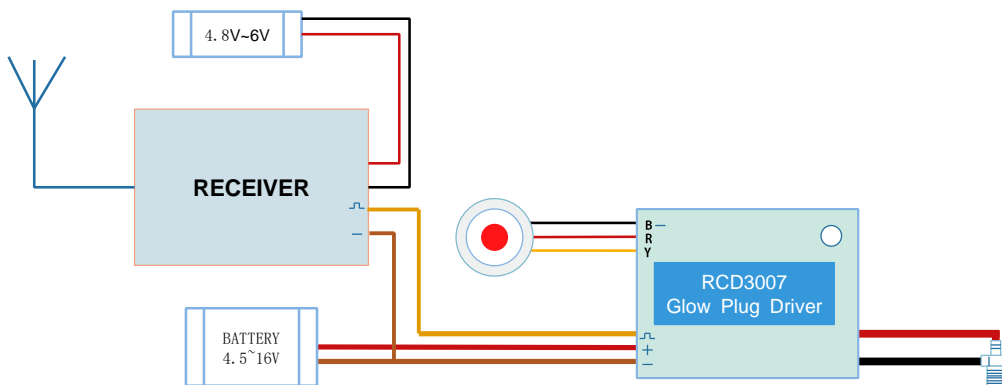 4.8V~6V
RECEIVER
B
R
Y
RCD3007
Glow Plug Driver
BATTERY
4.5~16V
+
−
−
−